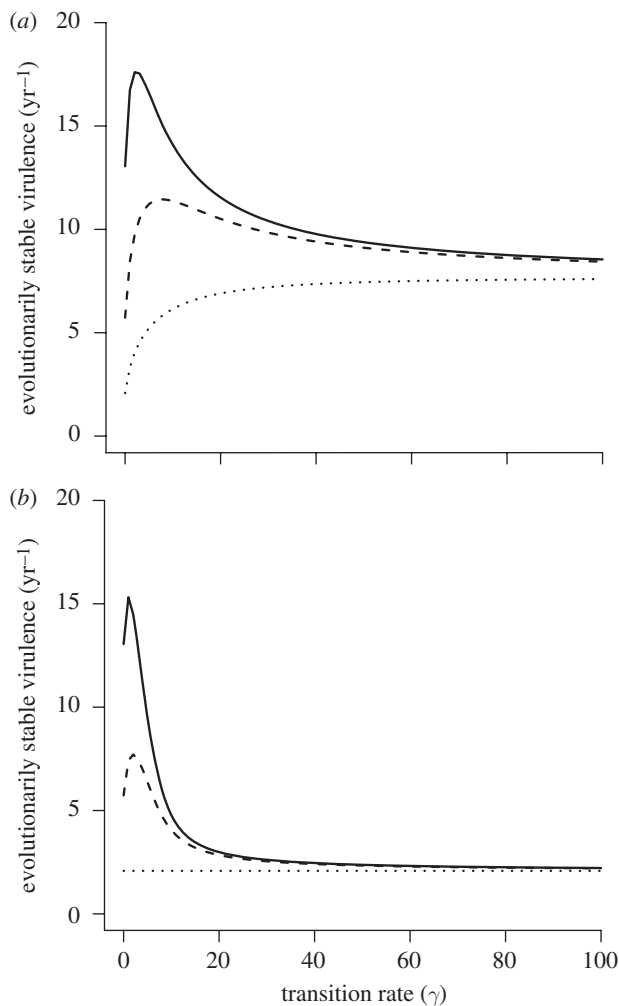 (a)
20
15
10
5
0
evolutionarily stable virulence (yr⁻¹)
(b)
20
15
10
5
0
evolutionarily stable virulence (yr⁻¹)
0 20 40 60 80 100
transition rate (γ)